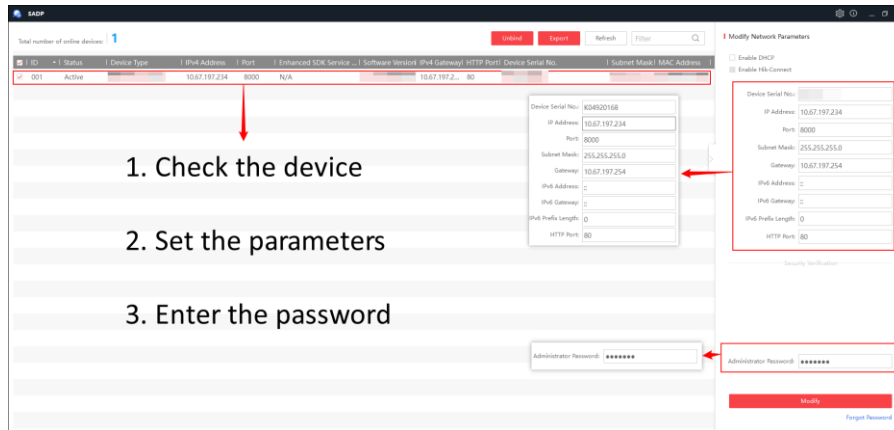 SADP
Total number of online devices: 1
Unbind
Export
Refresh
Filter
ID Status Device Type IPv4 Address Port Enhanced SDK Service ... Software Version IPv4 Gateway HTTP Port Device Serial No. Subnet Mask MAC Address
001 Active 10.67.197.234 8000 N/A 10.67.197.2... 80
1. Check the device
2. Set the parameters
3. Enter the password
Device Serial No.: K04920168
IP Address: 10.67.197.234
Port: 8000
Subnet Mask: 255.255.255.0
Gateway: 10.67.197.254
IPv6 Address: ::
IPv6 Gateway: ::
IPv6 Prefix Length: 0
HTTP Port: 80
Administrator Password: ●●●●●●●
Modify Network Parameters
Enable DHCP
Enable Hik-Connect
Device Serial No.:
IP Address: 10.67.197.234
Port: 8000
Subnet Mask: 255.255.255.0
Gateway: 10.67.197.254
IPv6 Address: ::
IPv6 Gateway: ::
IPv6 Prefix Length: 0
HTTP Port: 80
Security Verification
Administrator Password: ●●●●●●●
Modify
Forgot Password